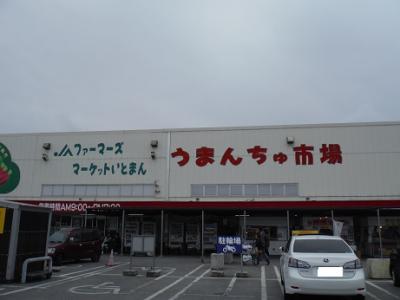 JAファーマーズ
マーケットいとまん
うまんちゅ市場
駐輪場